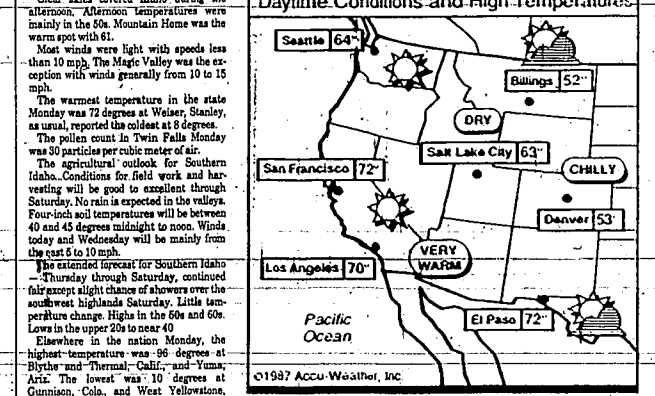 Clear skies covered Idaho during the
afternoon. Afternoon temperatures were
mainly in the 50s. Mountain Home was the
warm spot with 61.
Most winds were light with speeds less
than 10 mph. The Magic Valley was the ex-
ception with winds generally from 10 to 15
mph.
The warmest temperature in the state
Monday was 72 degrees at Weiser, Stanley,
as usual, reported the coldest at 8 degrees.
The pollen count in Twin Falls Monday
was 30 particles per cubic meter of air.
The agricultural outlook for Southern
Idaho...Conditions for field work and har-
vesting will be good to excellent through
Saturday. No rain is expected in the valleys.
Four-inch soil temperatures will be between
40 and 45 degrees midnight to noon. Winds
today and Wednesday will be mainly from
the east 5 to 10 mph.
The extended forecast for Southern Idaho
— Thursday through Saturday, continued
fair except slight chance of showers over the
southwest highlands Saturday. Little tem-
perature change. Highs in the 50s and 60s.
Lows in the upper 20s to near 40
Elsewhere in the nation Monday, the
highest temperature was 96 degrees at
Blythe and Thermal, Calif., and Yuma,
Ariz. The lowest was 10 degrees at
Gunnison, Colo., and West Yellowstone,
Daytime Conditions and High Temperatures
Seattle 64°
Billings 52°
DRY
Salt Lake City 63°
San Francisco 72°
CHILLY
Denver 53°
VERY
WARM
Los Angeles 70°
El Paso 72°
Pacific
Ocean
©1987 Accu-Weather, Inc.